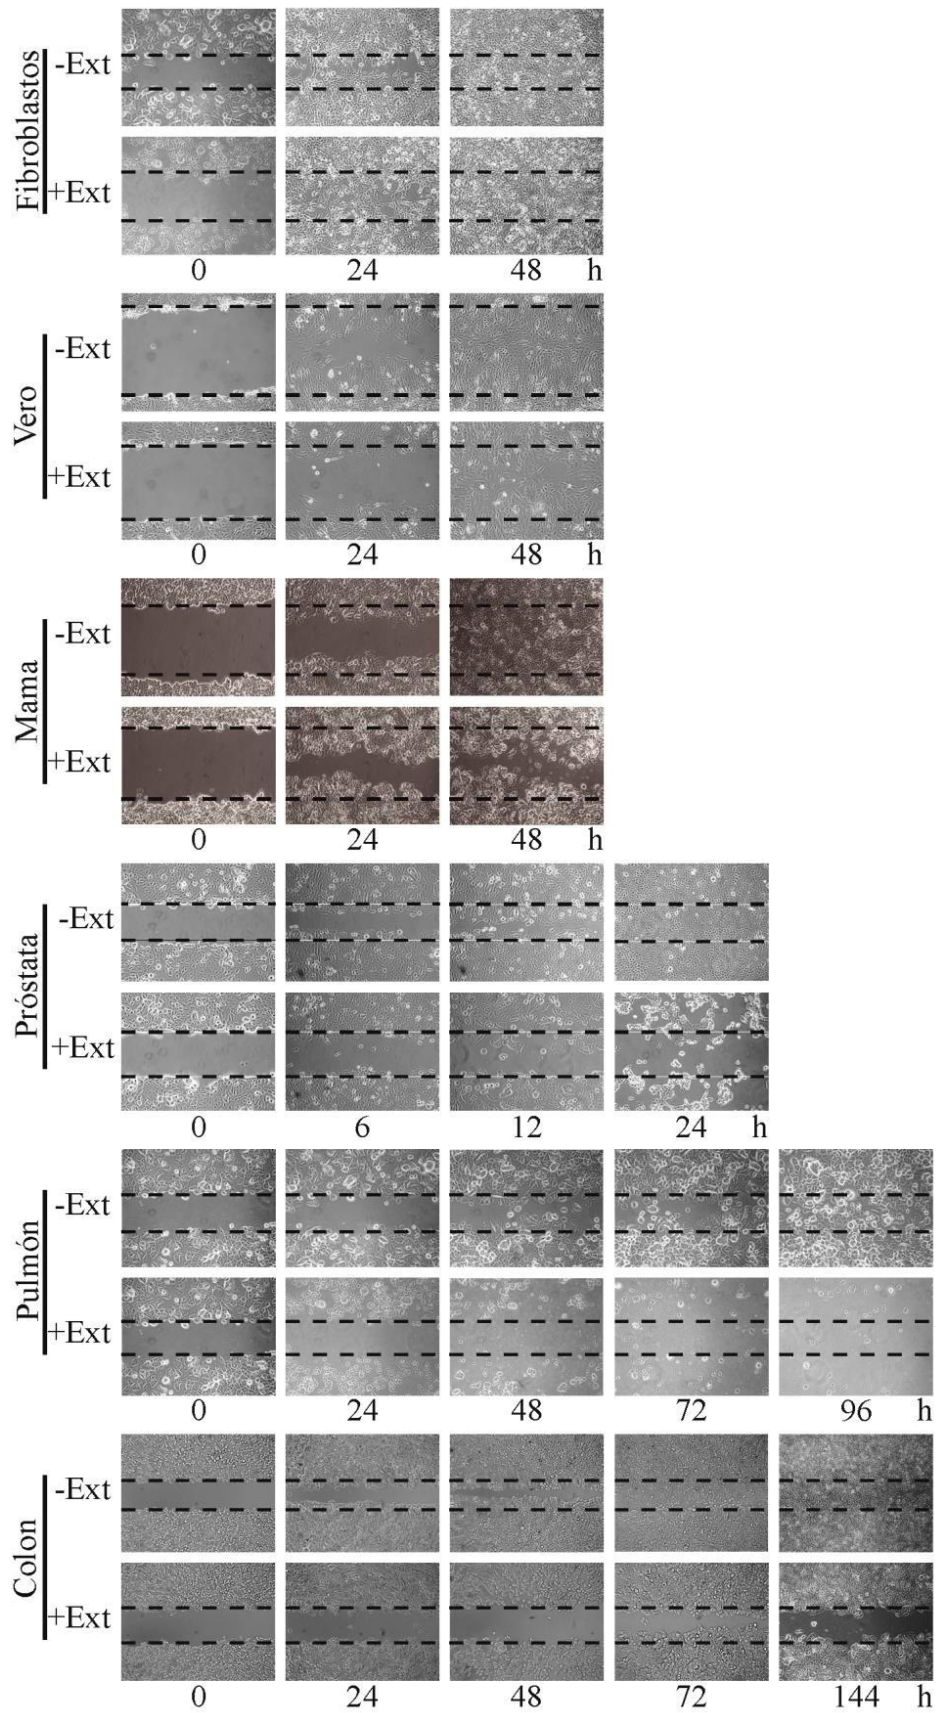 Fibroblastos
-Ext
+Ext
0 24 48 h
Vero
-Ext
+Ext
0 24 48 h
Mama
-Ext
+Ext
0 24 48 h
Próstata
-Ext
+Ext
0 6 12 24 h
Pulmón
-Ext
+Ext
0 24 48 72 96 h
Colon
-Ext
+Ext
0 24 48 72 144 h